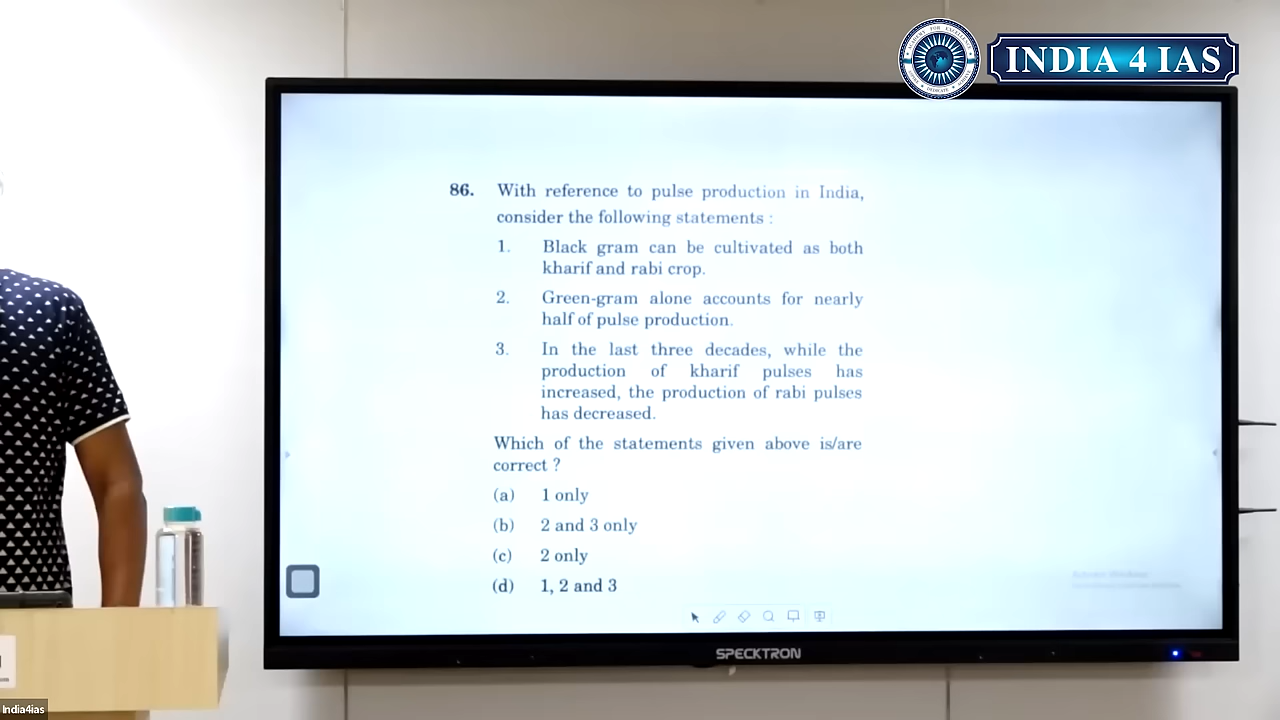 INDIA 4 IAS
86. With reference to pulse production in India,
consider the following statements :
1. Black gram can be cultivated as both
kharif and rabi crop.
2. Green-gram alone accounts for nearly
half of pulse production.
3. In the last three decades, while the
production of kharif pulses has
increased, the production of rabi pulses
has decreased.
Which of the statements given above is/are
correct ?
(a) 1 only
(b) 2 and 3 only
(c) 2 only
(d) 1, 2 and 3
SPECKTRON
India4ias